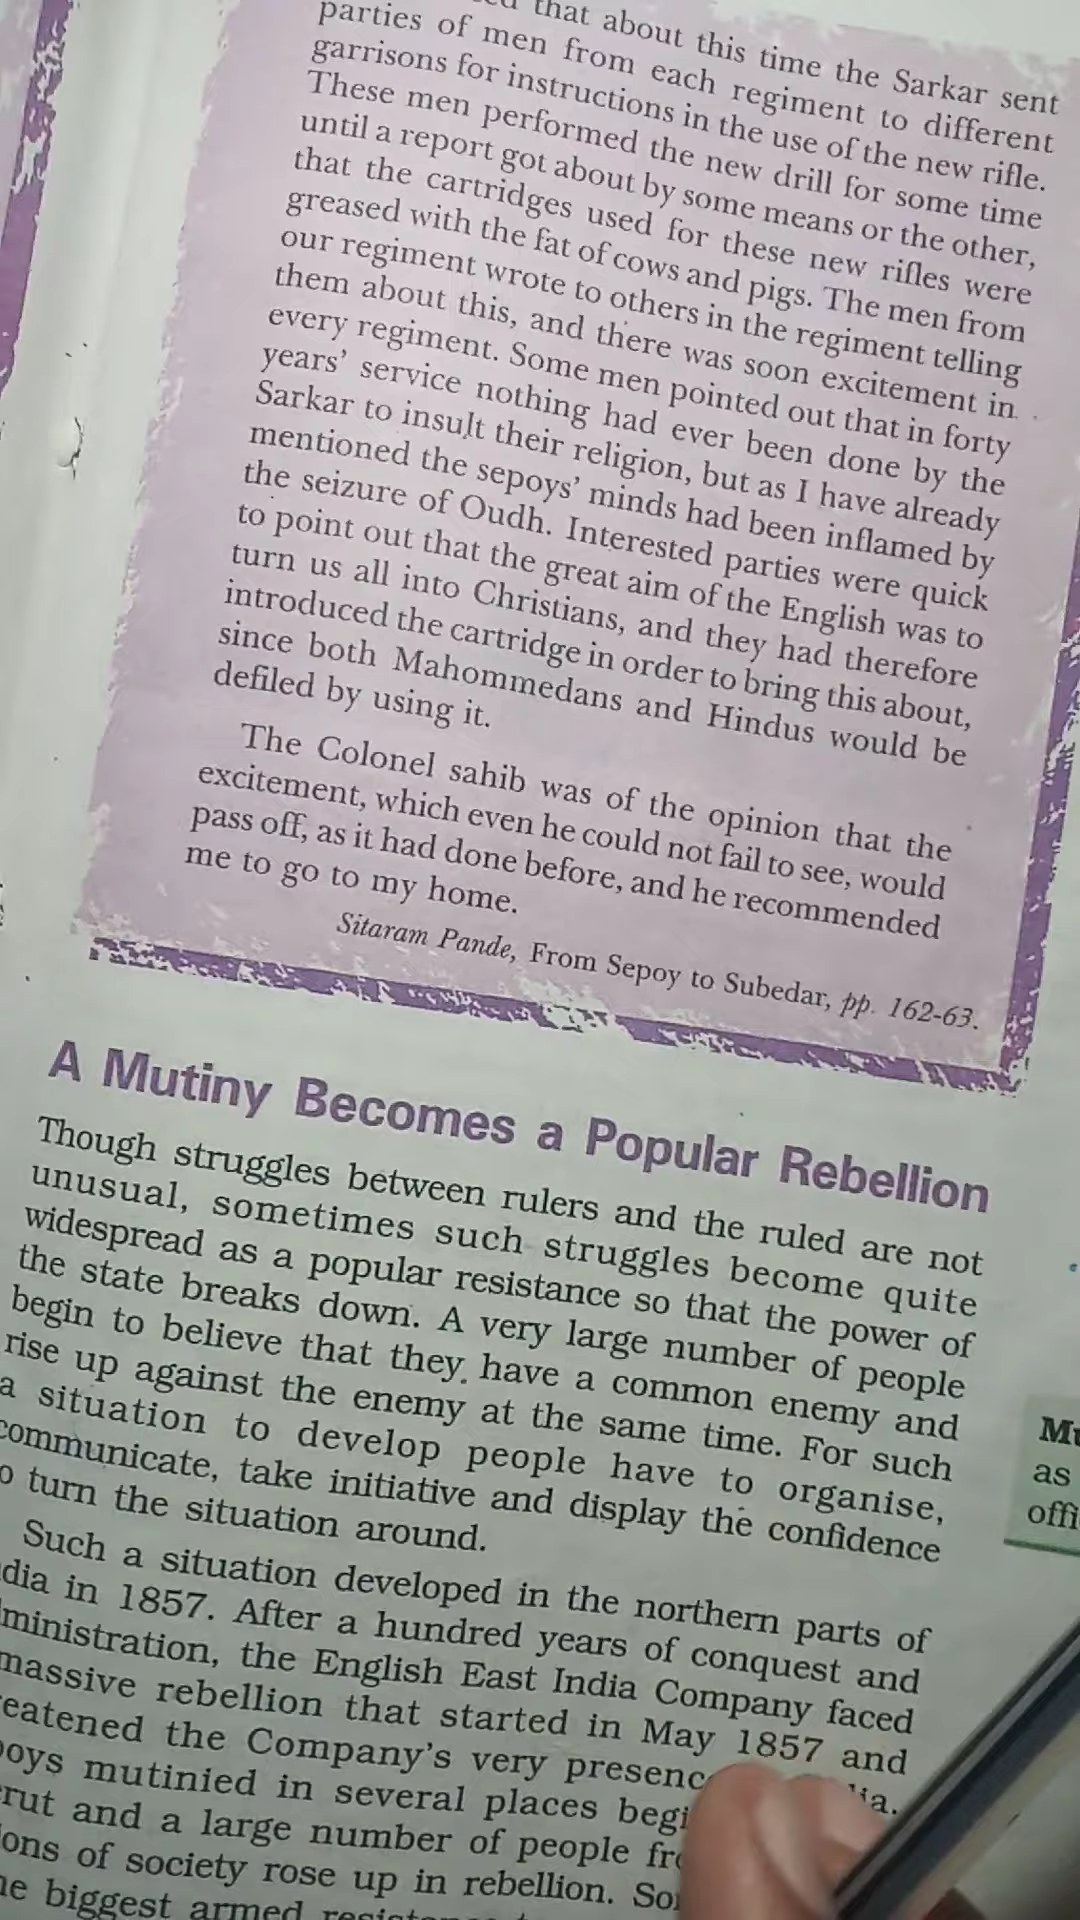 that about this time the Sarkar sent
parties of men from each regiment to different
garrisons for instructions in the use of the new rifle.
These men performed the new drill for some time
until a report got about by some means or the other,
that the cartridges used for these new rifles were
greased with the fat of cows and pigs. The men from
our regiment wrote to others in the regiment telling
them about this, and there was soon excitement in
every regiment. Some men pointed out that in forty
years' service nothing had ever been done by the
Sarkar to insult their religion, but as I have already
mentioned the sepoys' minds had been inflamed by
the seizure of Oudh. Interested parties were quick
to point out that the great aim of the English was to
turn us all into Christians, and they had therefore
introduced the cartridge in order to bring this about,
since both Mahommedans and Hindus would be
defiled by using it.
The Colonel sahib was of the opinion that the
excitement, which even he could not fail to see, would
pass off, as it had done before, and he recommended
me to go to my home.
Sitaram Pande, From Sepoy to Subedar, pp. 162-63.
A Mutiny Becomes a Popular Rebellion
Though struggles between rulers and the ruled are not
unusual, sometimes such struggles become quite
widespread as a popular resistance so that the power of
the state breaks down. A very large number of people
begin to believe that they have a common enemy and
rise up against the enemy at the same time. For such
a situation to develop people have to organise,
communicate, take initiative and display the confidence
turn the situation around.
Such a situation developed in the northern parts of
dia in 1857. After a hundred years of conquest and
ministration, the English East India Company faced
massive rebellion that started in May 1857 and
eatened the Company's very presenc
oys mutinied in several places begi
rut and a large number of people fr
ons of society rose up in rebellion. So
biggest armed
as
offi